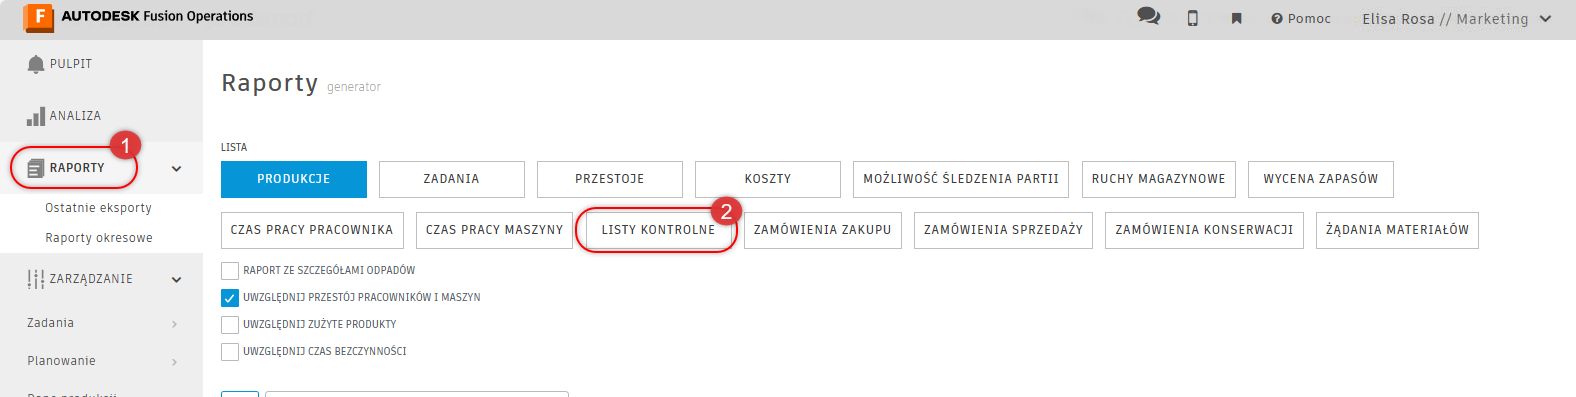 AUTODESK Fusion Operations
Pomoc
Elisa Rosa // Marketing
PULPIT
ANALIZA
RAPORTY
1
Ostatnie eksporty
Raporty okresowe
ZARZĄDZANIE
Zadania
Planowanie
Raporty generator
LISTA
PRODUKCJE ZADANIA PRZESTOJE KOSZTY MOŻLIWOŚĆ ŚLEDZENIA PARTII RUCHY MAGAZYNOWE WYCENA ZAPASÓW
2
CZAS PRACY PRACOWNIKA CZAS PRACY MASZYNY LISTY KONTROLNE ZAMÓWIENIA ZAKUPU ZAMÓWIENIA SPRZEDAŻY ZAMÓWIENIA KONSERWACJI ŻĄDANIA MATERIAŁÓW
RAPORT ZE SZCZEGÓŁAMI ODPADÓW
UWZGLĘDNIJ PRZESTÓJ PRACOWNIKÓW I MASZYN
UWZGLĘDNIJ ZUŻYTE PRODUKTY
UWZGLĘDNIJ CZAS BEZCZYNNOŚCI